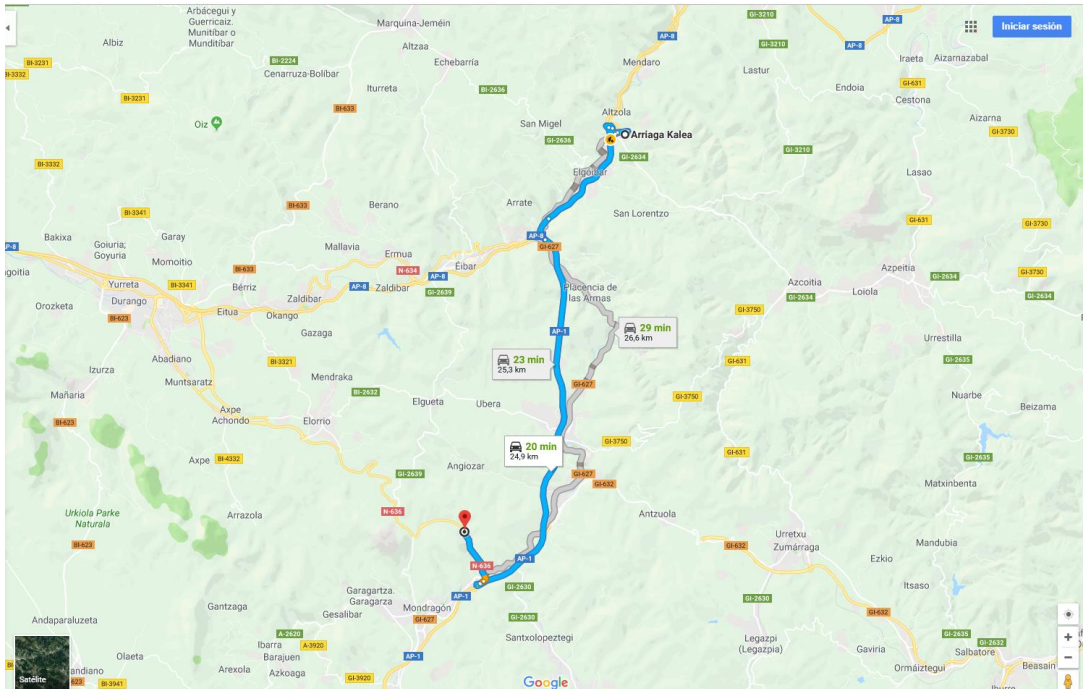 Arbácegui y
Guerricaiz.
Munitibar o
Munditibar
Marquina-Jeméin
GI-3210
AP-8
AP-8
AP-8
Iniciar sesión
Albiz
BI-3231
BI-3332
BI-2224
Cenarruza-Bolíbar
Altzaa
Echebarría
Mendaro
GI-3210
Lastur
Iraeta
Aizarnazabal
GI-631
Endoia
Cestona
Iturreta
BI-2636
BI-3231
BI-633
Altzola
Aizarna
GI-3730
Oiz
San Migel
GI-2636
Arriaga Kalea
GI-2634
GI-3210
BI-3332
Elgóibar
Lasao
BI-633
Berano
Arrate
BI-3341
San Lorentzo
GI-631
GI-3730
AP-8
Bakixa
Goiuria;
Goyuria
Garay
Momoitio
Mallavia
Ermua
AP-8
GI-627
BI-633
N-634
AP-8
Éibar
Azpeitia
GI-3730
GI-2634
Yurreta
BI-3341
Bérriz
AP-8
Zaldibar
GI-2639
Placencia de
las Armas
Azcoitia
GI-2634
Loiola
GI-2634
Orozketa
Durango
BI-623
Zaldibar
Okango
Eitua
GI-3750
Gazaga
AP-1
29 min
26,6 km
Urrestilla
Abadiano
Izurza
BI-3321
23 min
25,3 km
GI-631
GI-2635
Muntsaratz
Mendraka
BI-2632
GI-627
Mañaria
Nuarbe
Axpe
Achondo
Elorrio
Elgueta
Ubera
GI-3750
Beizama
BI-623
GI-3750
20 min
24,9 km
GI-631
GI-2635
Axpe
BI-4332
Angiozar
GI-2639
GI-627
GI-632
Matxinbenta
Urkiola Parke
Naturala
Arrazola
N-636
Antzuola
Urretxu
Zumárraga
Mandubia
BI-623
GI-632
Ezkio
AP-1
N-636
Itsaso
GI-2630
Garagartza.
Garagarza
AP-1
Mondragón
GI-2630
GI-632
Gantzaga
Gesalibar
GI-627
GI-2630
Andaparaluzeta
A-2620
Santxolopeztegi
Legazpi
(Legazpia)
GI-2635
GI-2632
Ibarra
A-3920
Barajuen
Gaviria
Salbatore
Olaeta
AP-1
Arexola
Azkoaga
GI-3920
Ormáiztegui
Beasain
Satélite
623
BI-3941
Google